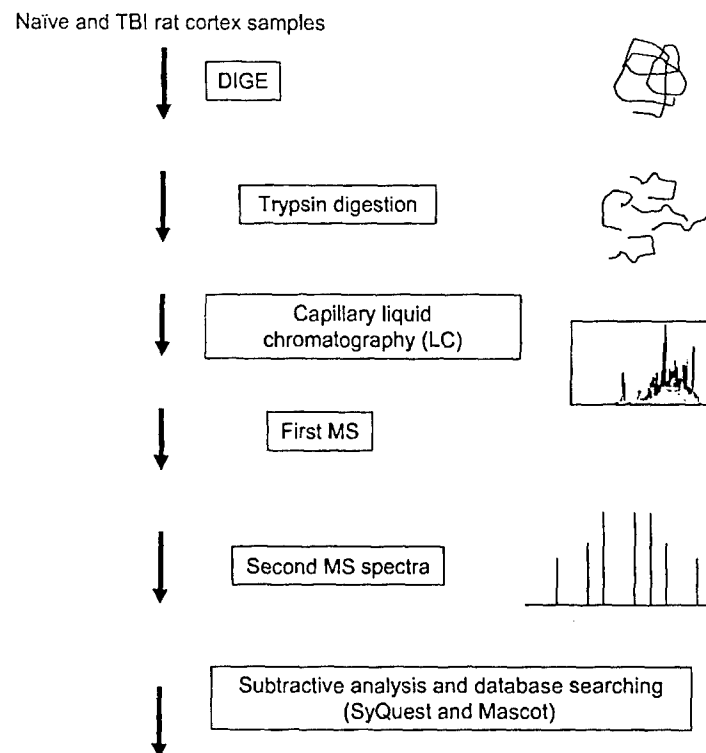 Naïve and TBI rat cortex samples
DIGE
Trypsin digestion
Capillary liquid
chromatography (LC)
First MS
Second MS spectra
Subtractive analysis and database searching
(SyQuest and Mascot)